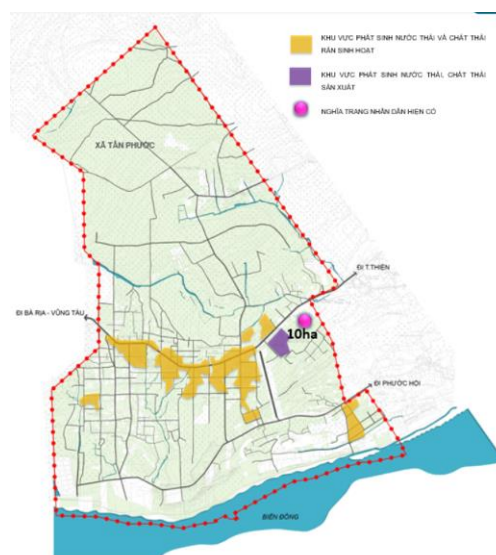 KHU VỰC PHÁT SINH NƯỚC THẢI VÀ CHẤT THẢI
RẮN SINH HOẠT
KHU VỰC PHÁT SINH NƯỚC THẢI, CHẤT THẢI
SẢN XUẤT
NGHĨA TRANG NHÂN DÂN HIỆN CÓ
XÃ TÂN PHƯỚC
ĐI T.THIỆN
ĐI BÀ RỊA - VŨNG TÀU
10ha
ĐI PHƯỚC HỘI
BIỂN ĐÔNG